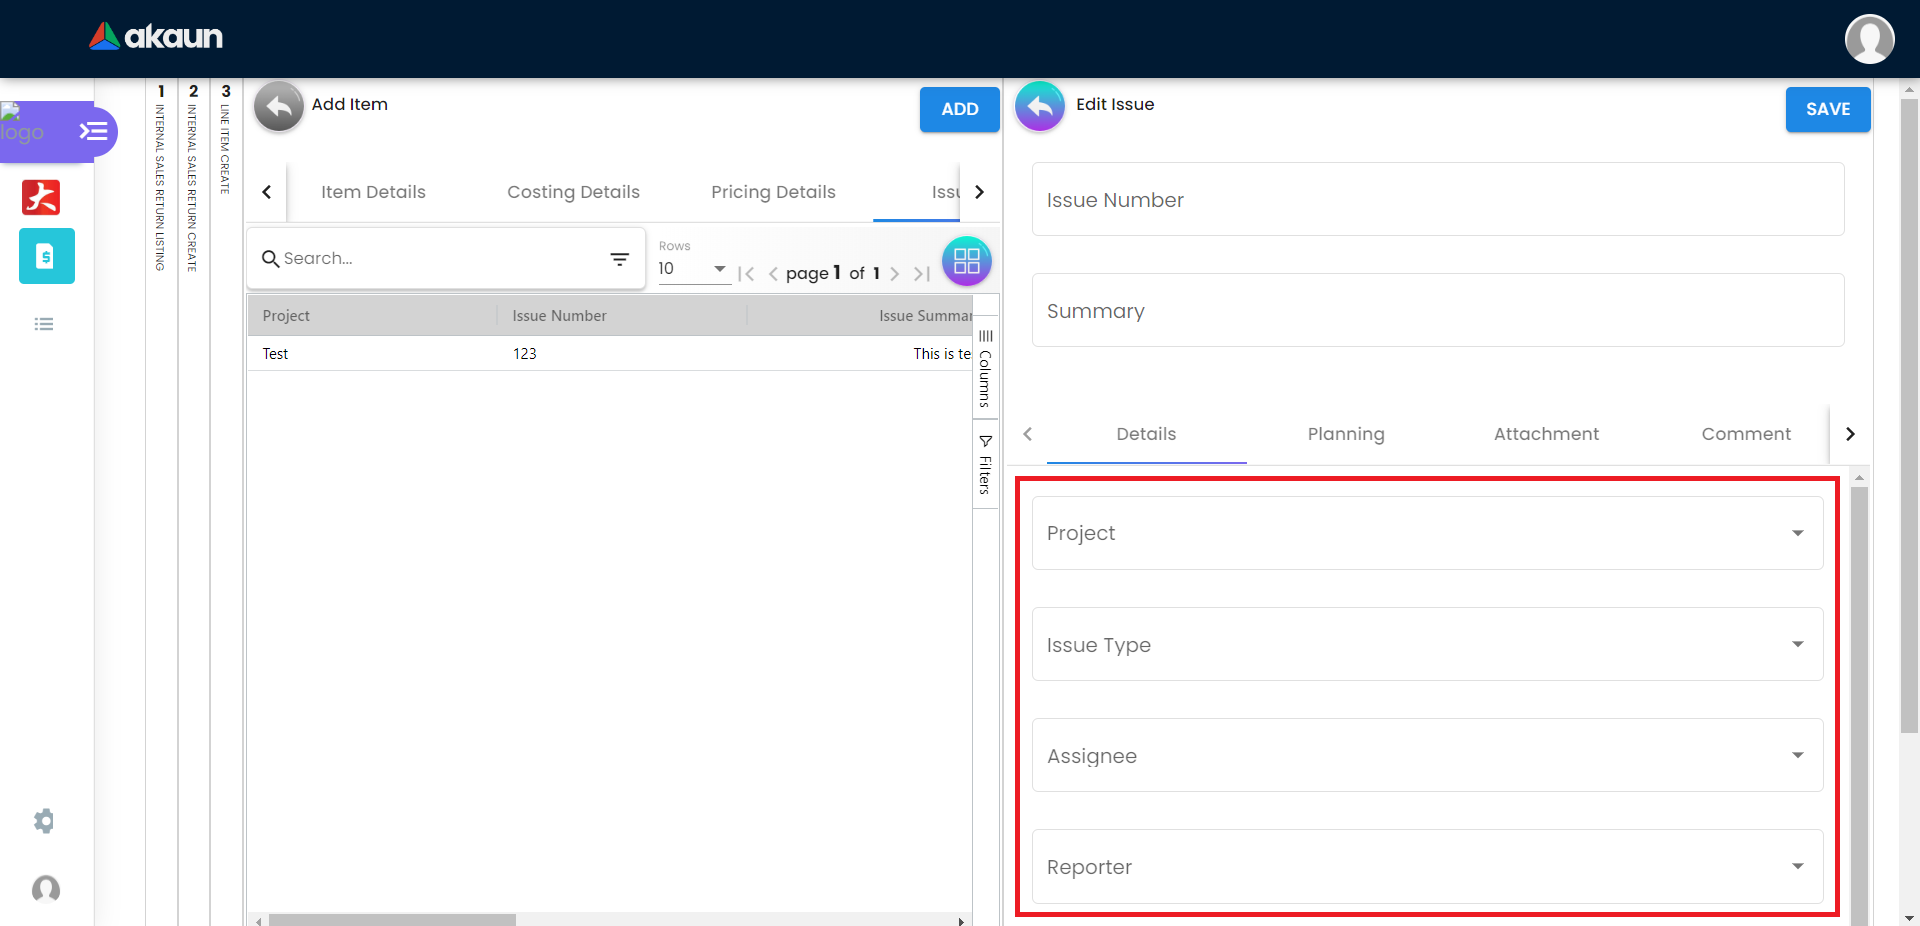 akaun
logo
1 INTERNAL SALES RETURN LISTING
2 INTERNAL SALES RETURN CREATE
3 LINE ITEM CREATE
Add Item
ADD
Item Details
Costing Details
Pricing Details
Issu
Search...
Rows
10
page 1 of 1
Project
Issue Number
Issue Summar
Test
123
This is te
Columns
Filters
Edit Issue
SAVE
Issue Number
Summary
Details
Planning
Attachment
Comment
Project
Issue Type
Assignee
Reporter